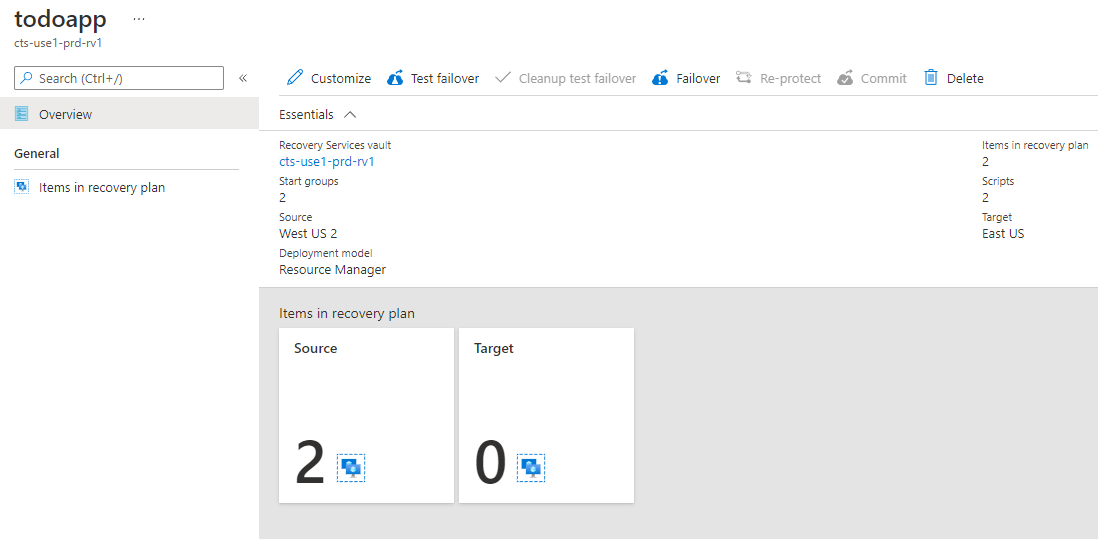 todoapp ...
cts-use1-prd-rv1
Search (Ctrl+/) «
Overview
General
Items in recovery plan
Customize Test failover Cleanup test failover Failover Re-protect Commit Delete
Essentials
Recovery Services vault
cts-use1-prd-rv1
Start groups
2
Source
West US 2
Deployment model
Resource Manager
Items in recovery plan
2
Scripts
2
Target
East US
Items in recovery plan
Source
2
Target
0